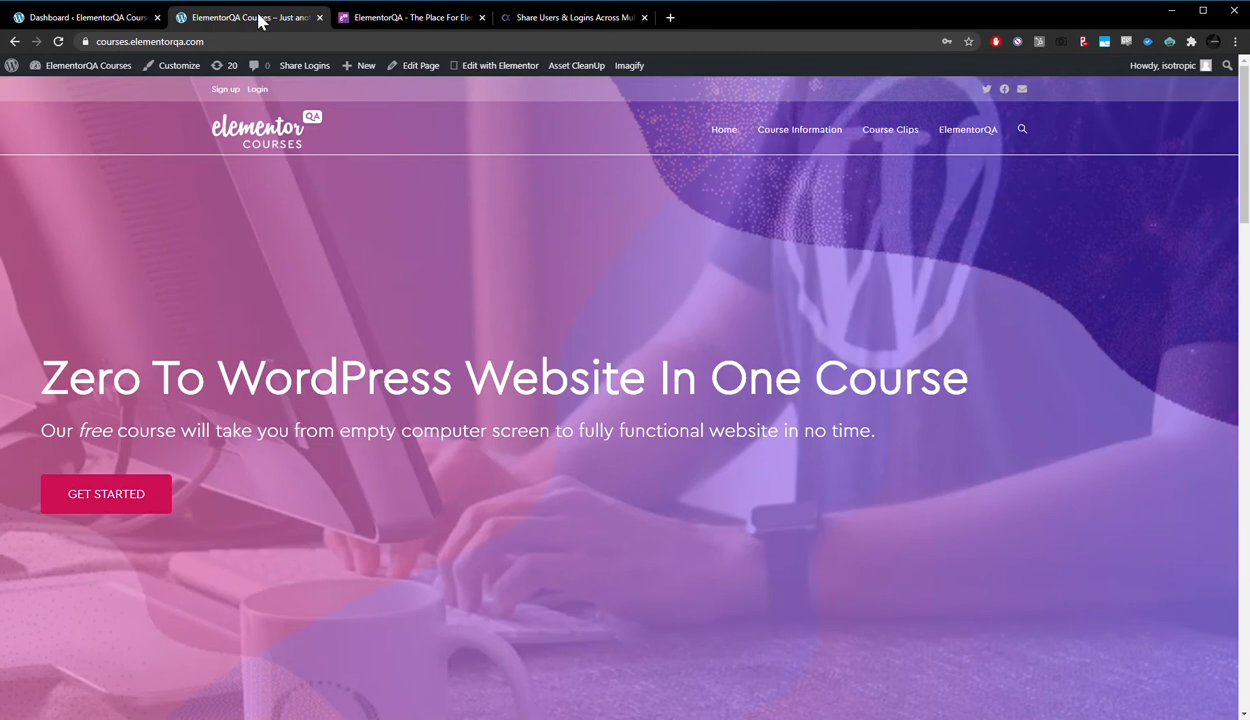 Dashboard ‹ ElementorQA Cours
ElementorQA Courses – Just ano
ElementorQA - The Place For Ele
Share Users & Logins Across Mul
courses.elementorqa.com
ElementorQA Courses
Customize
20
0
Share Logins
New
Edit Page
Edit with Elementor
Asset CleanUp
Imagify
Howdy, isotropic
Sign up Login
elementor QA
COURSES
Home
Course Information
Course Clips
ElementorQA
Zero To WordPress Website In One Course
Our free course will take you from empty computer screen to fully functional website in no time.
GET STARTED